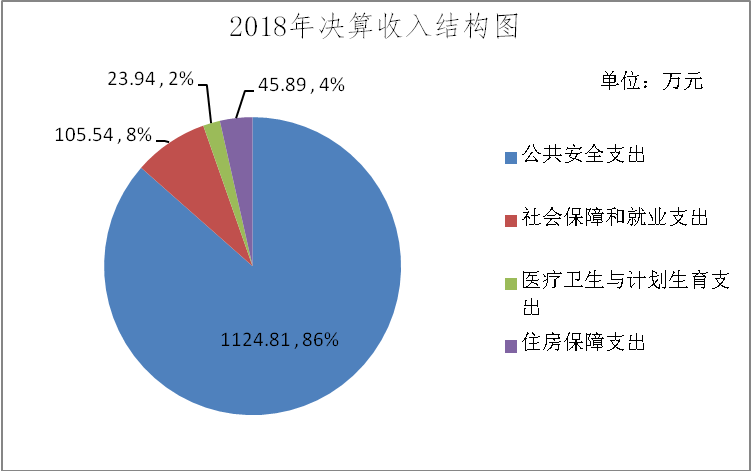 2018年决算收入结构图
单位：万元
23.94 , 2%
45.89 , 4%
105.54 , 8%
1124.81 , 86%
公共安全支出
社会保障和就业支出
医疗卫生与计划生育支
出
住房保障支出